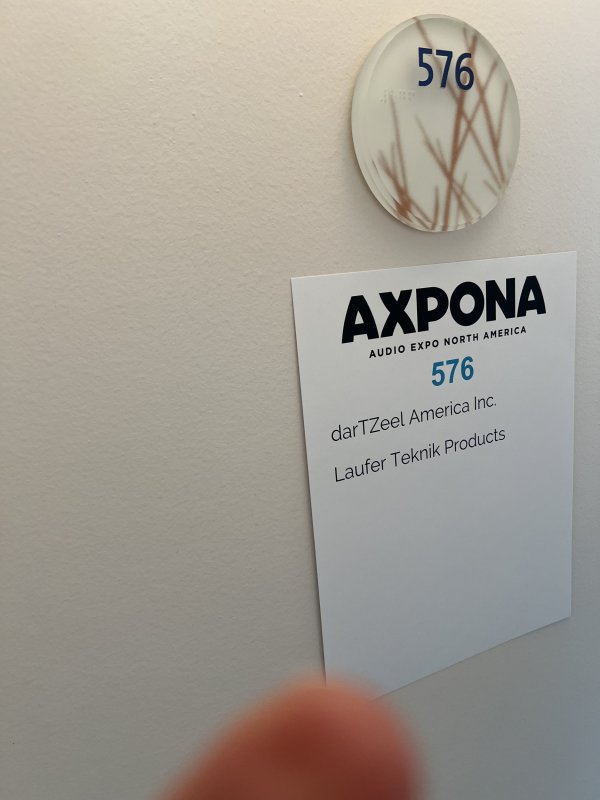 576
AXPONA
AUDIO EXPO NORTH AMERICA
576
darTZeel America Inc.
Laufer Teknik Products